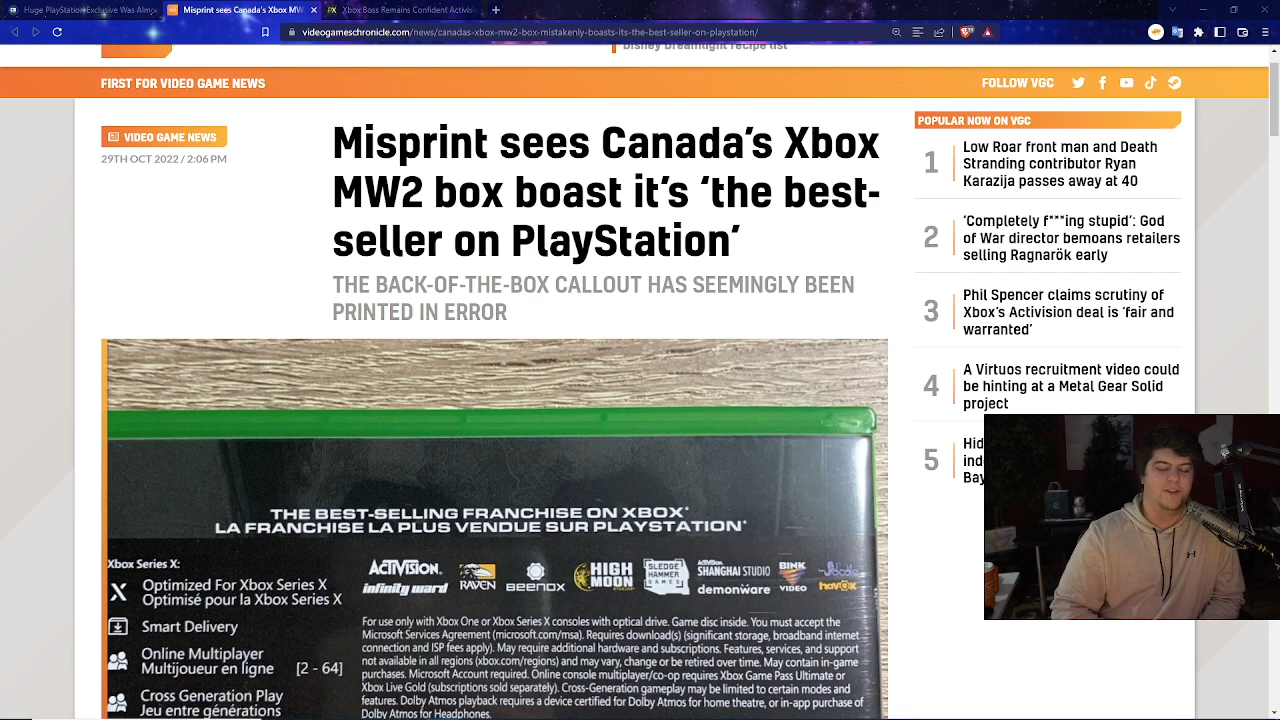 Huge PlayStation Exclusive Was Almo
Misprint sees Canada's Xbox MW
Xbox Boss Remains Confident Activisi
videogameschronicle.com/news/canadas-xbox-mw2-box-mistakenly-boasts-its-the-best-seller-on-playstation/
Disney Dreamlight recipe list
FIRST FOR VIDEO GAME NEWS
FOLLOW VGC
VIDEO GAME NEWS
29TH OCT 2022 / 2:06 PM
Misprint sees Canada's Xbox
MW2 box boast it's 'the best-
seller on PlayStation'
THE BACK-OF-THE-BOX CALLOUT HAS SEEMINGLY BEEN
PRINTED IN ERROR
THE BEST-SELLING FRANCHISE ON XBOX*
LA FRANCHISE LA PLUS VENDUE SUR PLAYSTATION*
Xbox Series X:
Optimized For Xbox Series X
Optimisé pour la Xbox Series X
Smart Delivery
Online Multiplayer
Multijoueur en ligne [2 - 64]
Cross Generation Play
Jeu entre générations
ACTIVISION
infinity ward
RAVEN
BEENOX
HIGH MOON
SLEDGE HAMMER GAMES
ACTIVISION
SHANGHAI STUDIO
demonware
BINK
VIDEO
havok
For use only with Xbox One or Xbox Series X consoles with optical drive. Game disc inside. You must accept the
Microsoft Services Agreement (microsoft.com/msa). Requires download(s) (significant storage, broadband internet
connection and ISP fees apply). May require additional hardware and subscriptions. Features, services, and support
not available in all regions (xbox.com/regions) and may vary, change or be retired over time. May contain in-game
purchases. Microsoft Account required. Online console multiplayer/co-op requires Xbox Game Pass Ultimate or
Xbox Live Gold (subscriptions sold separately). Cross-Generation gameplay may be limited to certain modes and
features. Dolby Atmos playback requires a device certified for Dolby Atmos for home theatre, or in-app purchase of
Dolby Atmos for Headphones.
POPULAR NOW ON VGC
1
Low Roar front man and Death
Stranding contributor Ryan
Karazija passes away at 40
2
'Completely f***ing stupid': God
of War director bemoans retailers
selling Ragnarök early
3
Phil Spencer claims scrutiny of
Xbox's Activision deal is 'fair and
warranted'
4
A Virtuos recruitment video could
be hinting at a Metal Gear Solid
project
5
Hid
ind
Bay